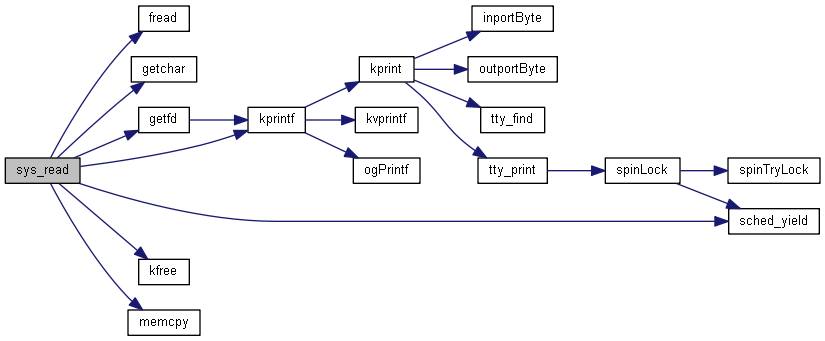 fread
inportByte
getchar
kprint
outportByte
getfd
kprintf
kvprintf
tty_find
sys_read
ogPrintf
tty_print
spinLock
spinTryLock
sched_yield
kfree
memcpy